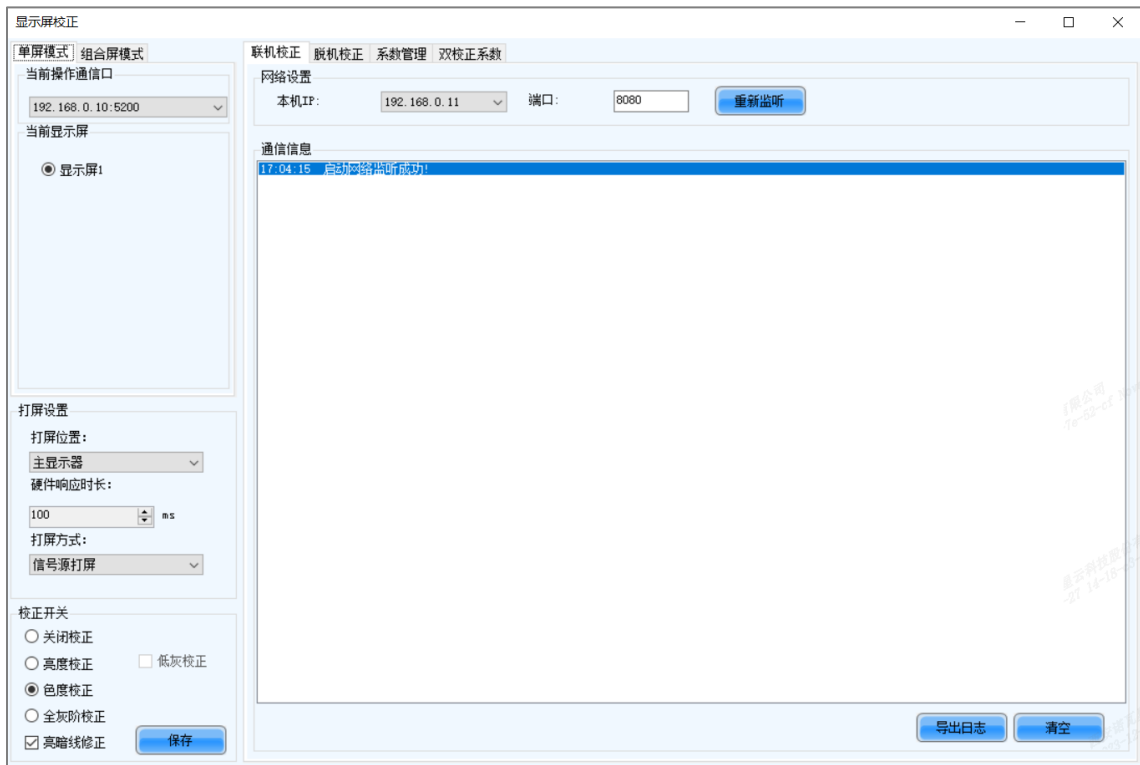 显示屏校正
单屏模式 组合屏模式
当前操作通信口
192.168.0.10:5200
当前显示屏
显示屏1
打屏设置
打屏位置:
主显示器
硬件响应时长:
100 ms
打屏方式:
信号源打屏
校正开关
关闭校正
亮度校正 低灰校正
色度校正
全灰阶校正
亮暗线修正 保存
联机校正 脱机校正 系数管理 双校正系数
网络设置
本机IP: 192.168.0.11 端口: 8080 重新监听
通信信息
17:04:15 启动网络监听成功!
导出日志 清空